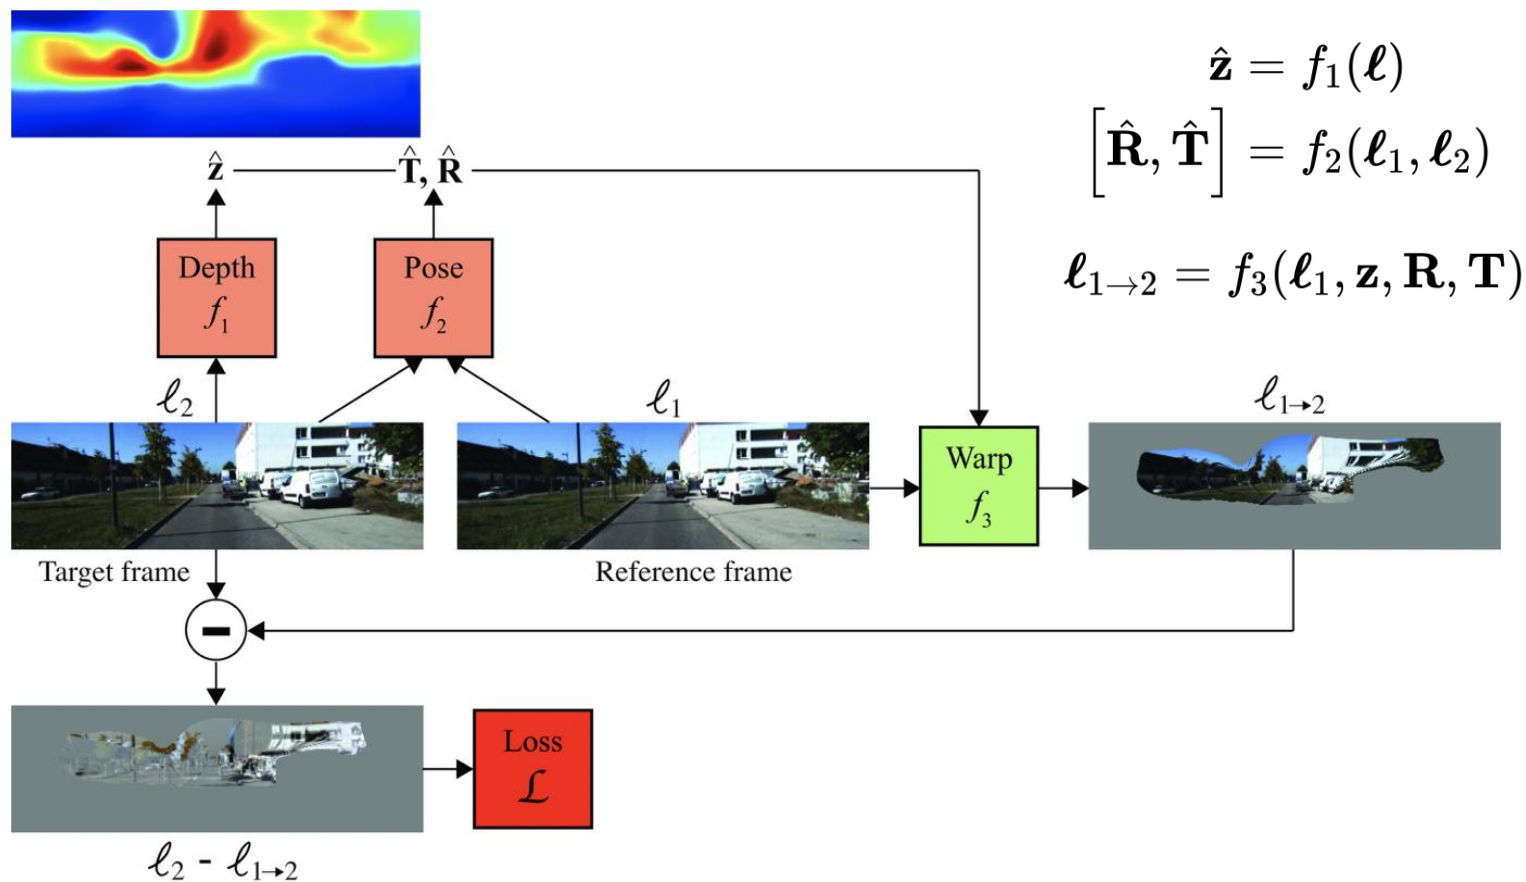 ẑ = f₁(ℓ)
[R̂, T̂] = f₂(ℓ₁, ℓ₂)
ℓ₁→₂ = f₃(ℓ₁, z, R, T)
ẑ
T̂, R̂
Depth
f₁
Pose
f₂
ℓ₂
ℓ₁
ℓ₁→₂
Warp
f₃
Target frame
Reference frame
-
Loss
ℒ
ℓ₂ - ℓ₁→₂